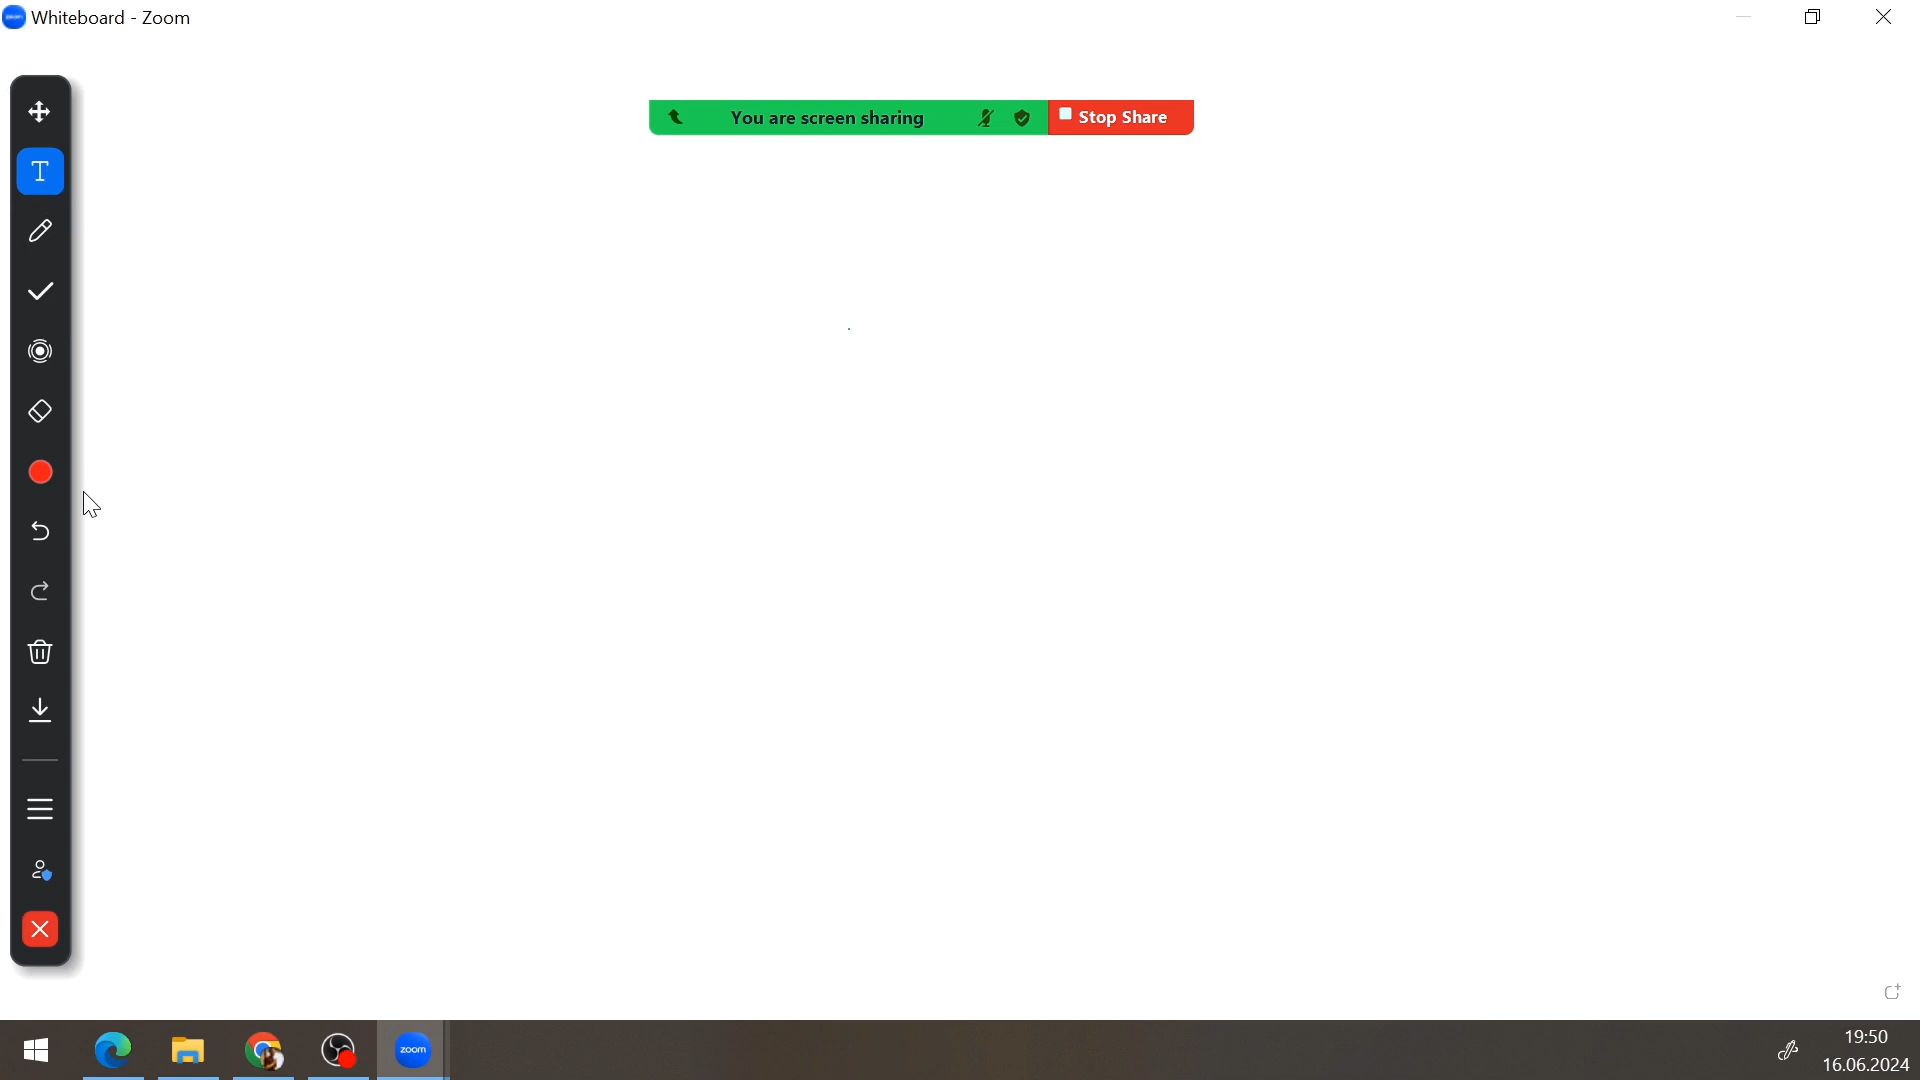 Whiteboard - Zoom
You are screen sharing
Stop Share
T
zoom
19:50
16.06.2024